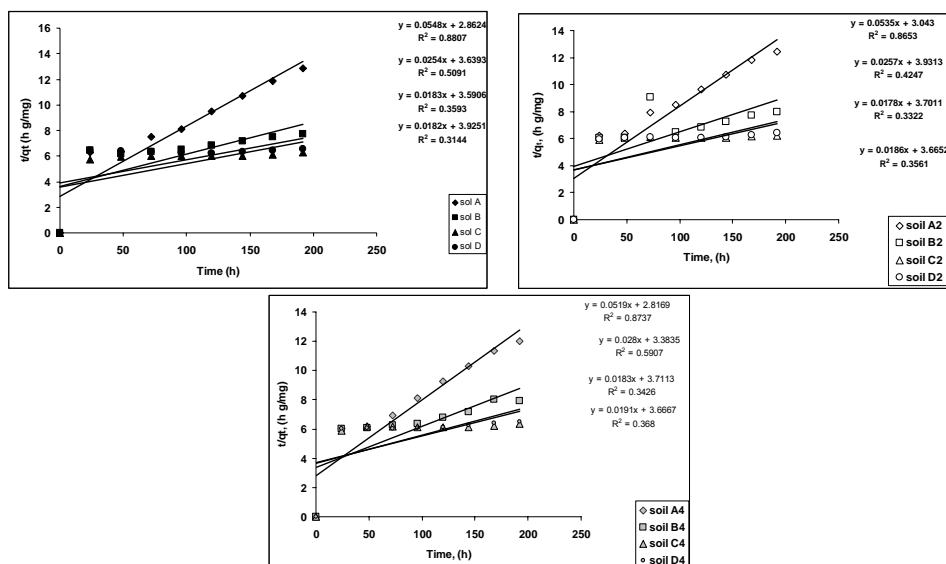 y = 0.0548x + 2.8624
R² = 0.8807
y = 0.0254x + 3.6393
R² = 0.5091
y = 0.0183x + 3.5906
R² = 0.3593
y = 0.0182x + 3.9251
R² = 0.3144
t/qt (h g/mg)
16
14
12
10
8
6
4
2
0
0 50 100 150 200 250
Time (h)
sol A
sol B
sol C
sol D
y = 0.0535x + 3.043
R² = 0.8653
y = 0.0257x + 3.9313
R² = 0.4247
y = 0.0178x + 3.7011
R² = 0.3322
y = 0.0186x + 3.6652
R² = 0.3561
t/qt, (h g/mg)
16
14
12
10
8
6
4
2
0
0 50 100 150 200 250
Time, (h)
soil A2
soil B2
soil C2
soil D2
y = 0.0519x + 2.8169
R² = 0.8737
y = 0.028x + 3.3835
R² = 0.5907
y = 0.0183x + 3.7113
R² = 0.3426
y = 0.0191x + 3.6667
R² = 0.368
t/qt, (h g/mg)
14
12
10
8
6
4
2
0
0 50 100 150 200 250
Time, (h)
soil A4
soil B4
soil C4
soil D4